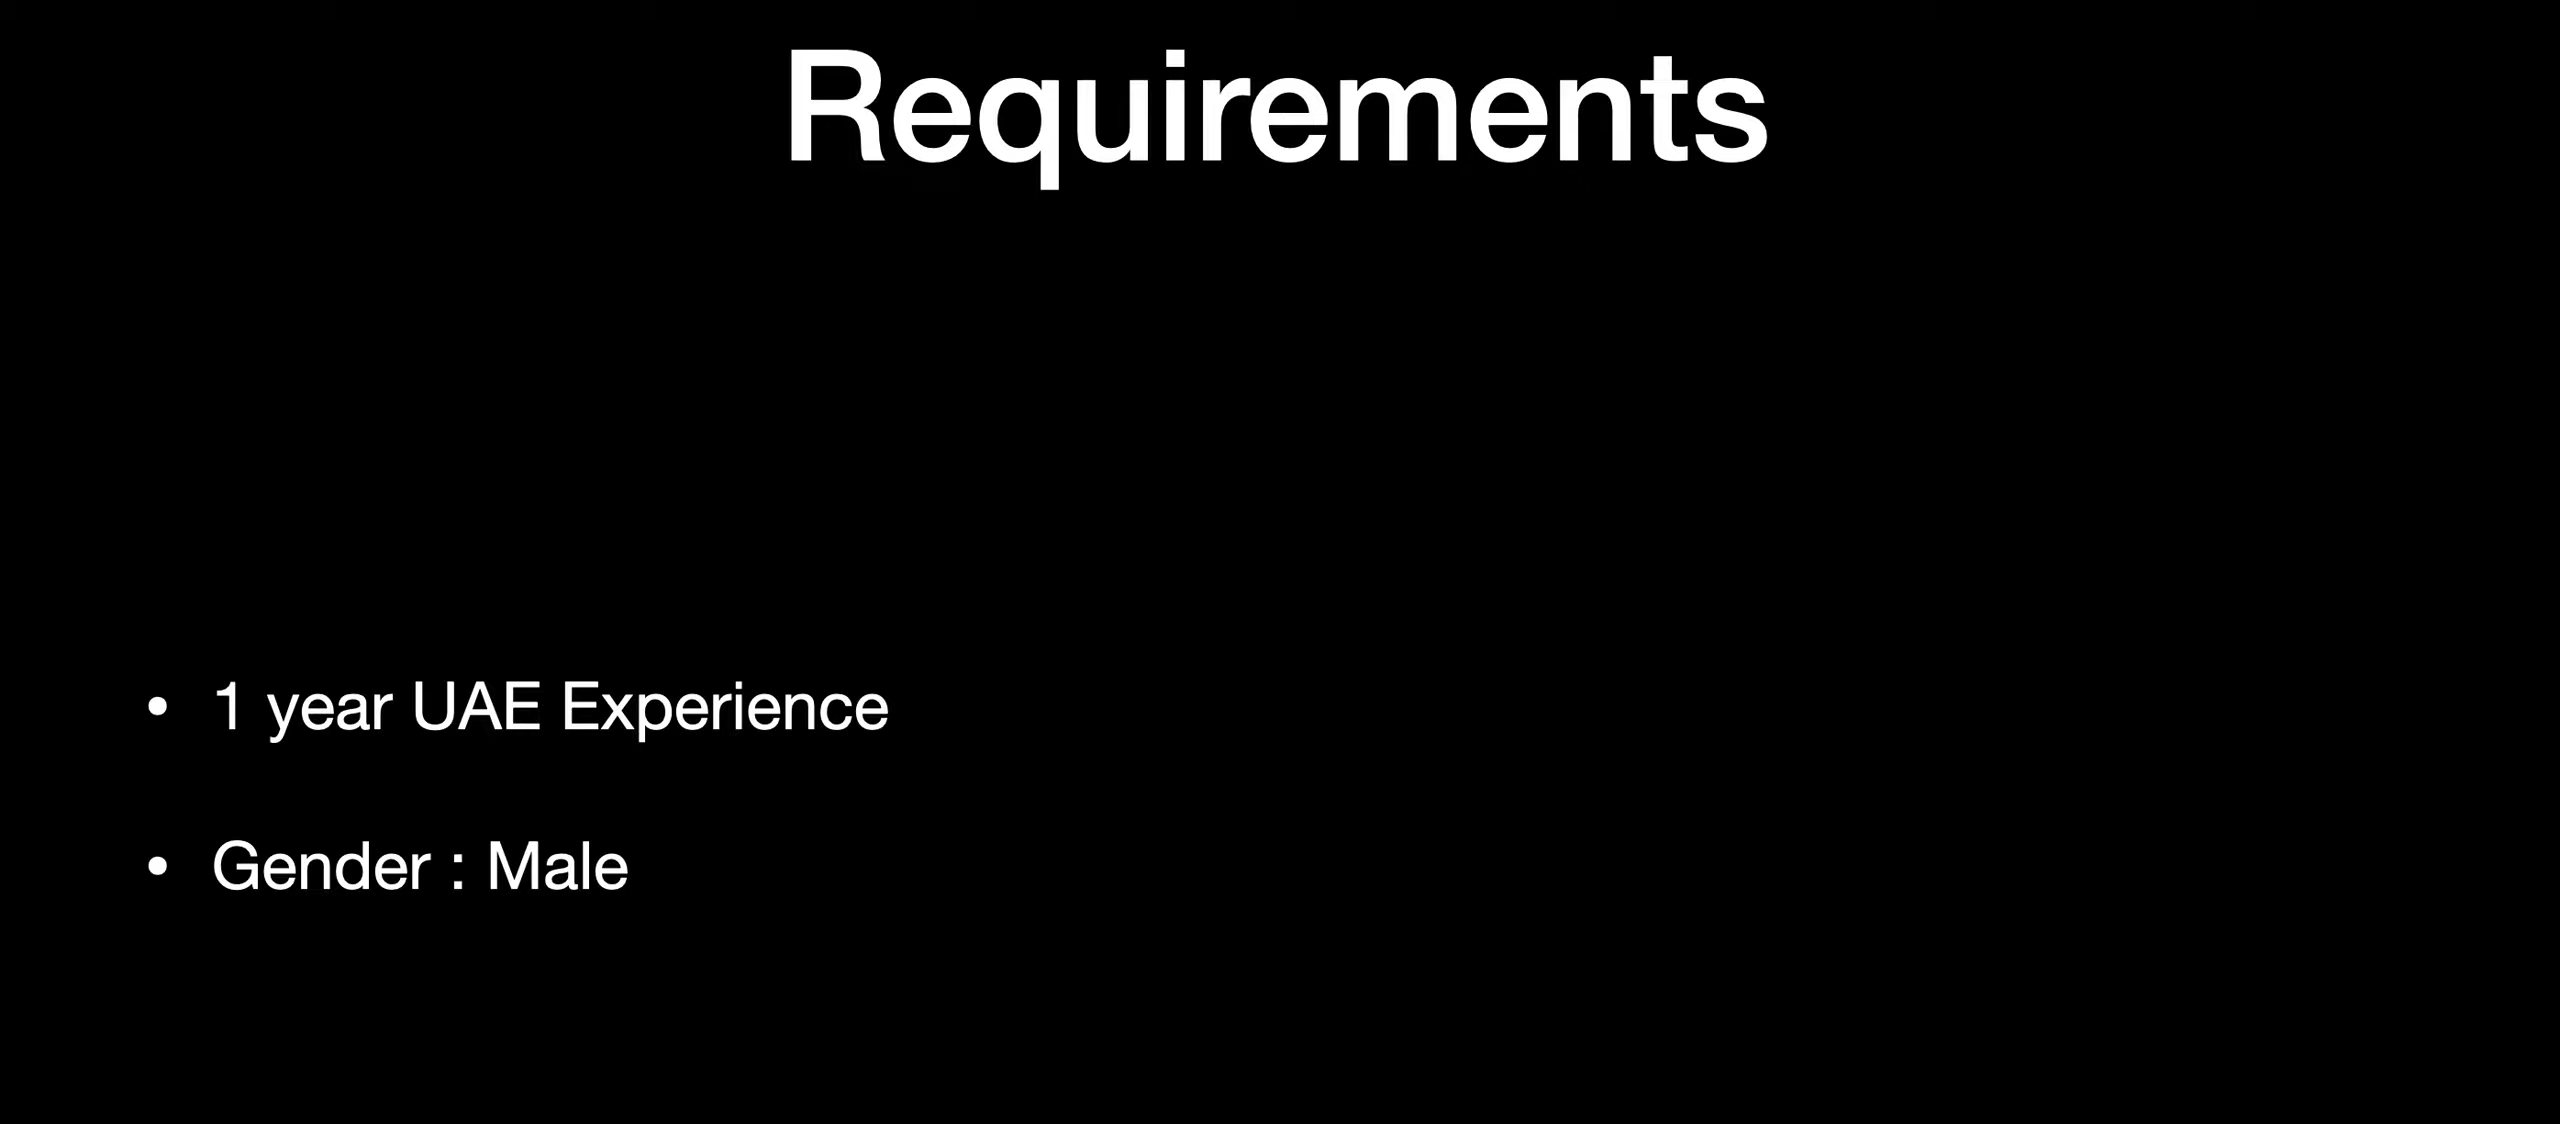 Requirements
• 1 year UAE Experience
• Gender : Male